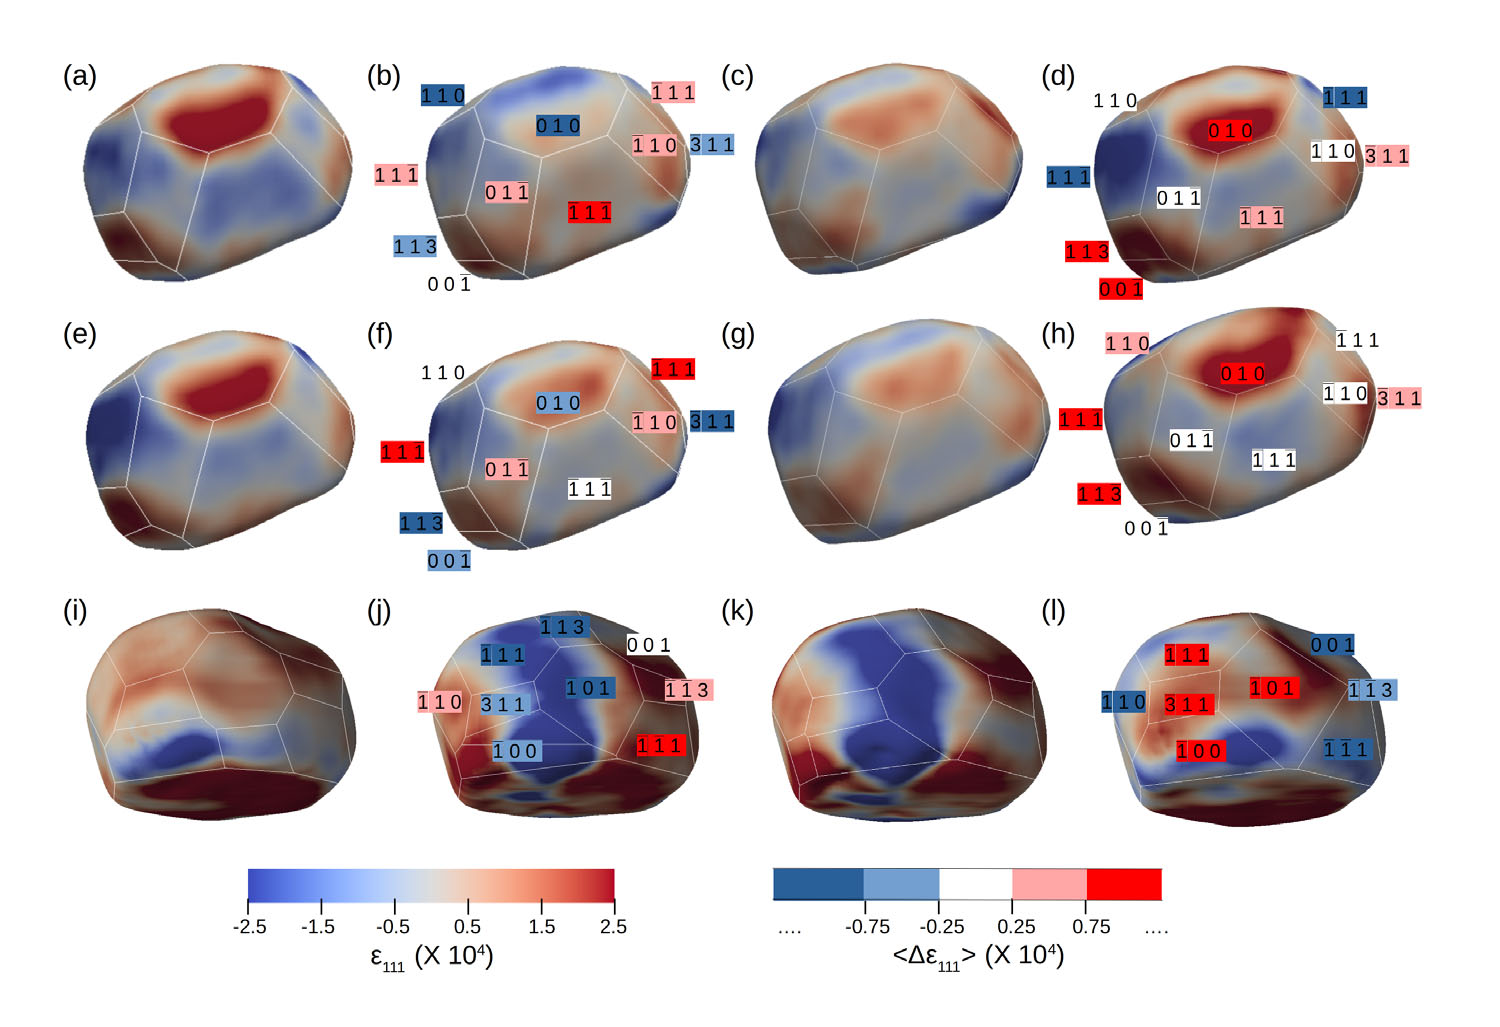 (a) (b) (c) (d)
1 1 0
1̅ 1 1
0 1 0
1̅ 1 0
3̅ 1 1
1 1 1̅
0 1 1̅
1̅ 1 1̅
1 1 3̅
0 0 1̅
1 1 0
1̅ 1 1
0 1 0
1̅ 1 0
3̅ 1 1
1 1 1̅
0 1 1̅
1̅ 1 1̅
1 1 3̅
0 0 1̅
(e) (f) (g) (h)
1 1 0
1̅ 1 1
0 1 0
1̅ 1 0
3̅ 1 1
1 1 1̅
0 1 1̅
1̅ 1 1̅
1 1 3̅
0 0 1̅
1 1 0
1̅ 1 1
0 1 0
1̅ 1 0
3̅ 1 1
1 1 1̅
0 1 1̅
1̅ 1 1̅
1 1 3̅
0 0 1̅
(i) (j) (k) (l)
1̅ 1̅ 3
1̅ 1 1
0 0 1
1̅ 1 0
3̅ 1 1
1̅ 0 1
1̅ 1̅ 3
1̅ 0 0
1̅ 1̅ 1
1̅ 1 1
0 0 1
1̅ 1 0
3̅ 1 1
1̅ 0 1
1̅ 1̅ 3
1̅ 0 0
1̅ 1̅ 1
-2.5 -1.5 -0.5 0.5 1.5 2.5
ε₁₁₁ (X 10⁴)
.... -0.75 -0.25 0.25 0.75 ....
<Δε₁₁₁> (X 10⁴)